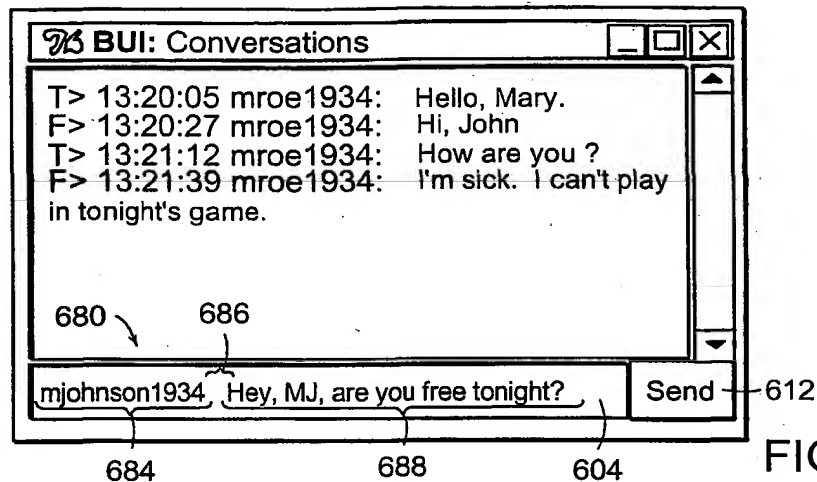 BUI: Conversations
T> 13:20:05 mroe1934: Hello, Mary.
F> 13:20:27 mroe1934: Hi, John
T> 13:21:12 mroe1934: How are you ?
F> 13:21:39 mroe1934: I'm sick. I can't play
in tonight's game.
680 686
mjohnson1934 Hey, MJ, are you free tonight? Send 612
684 688 604 FIG